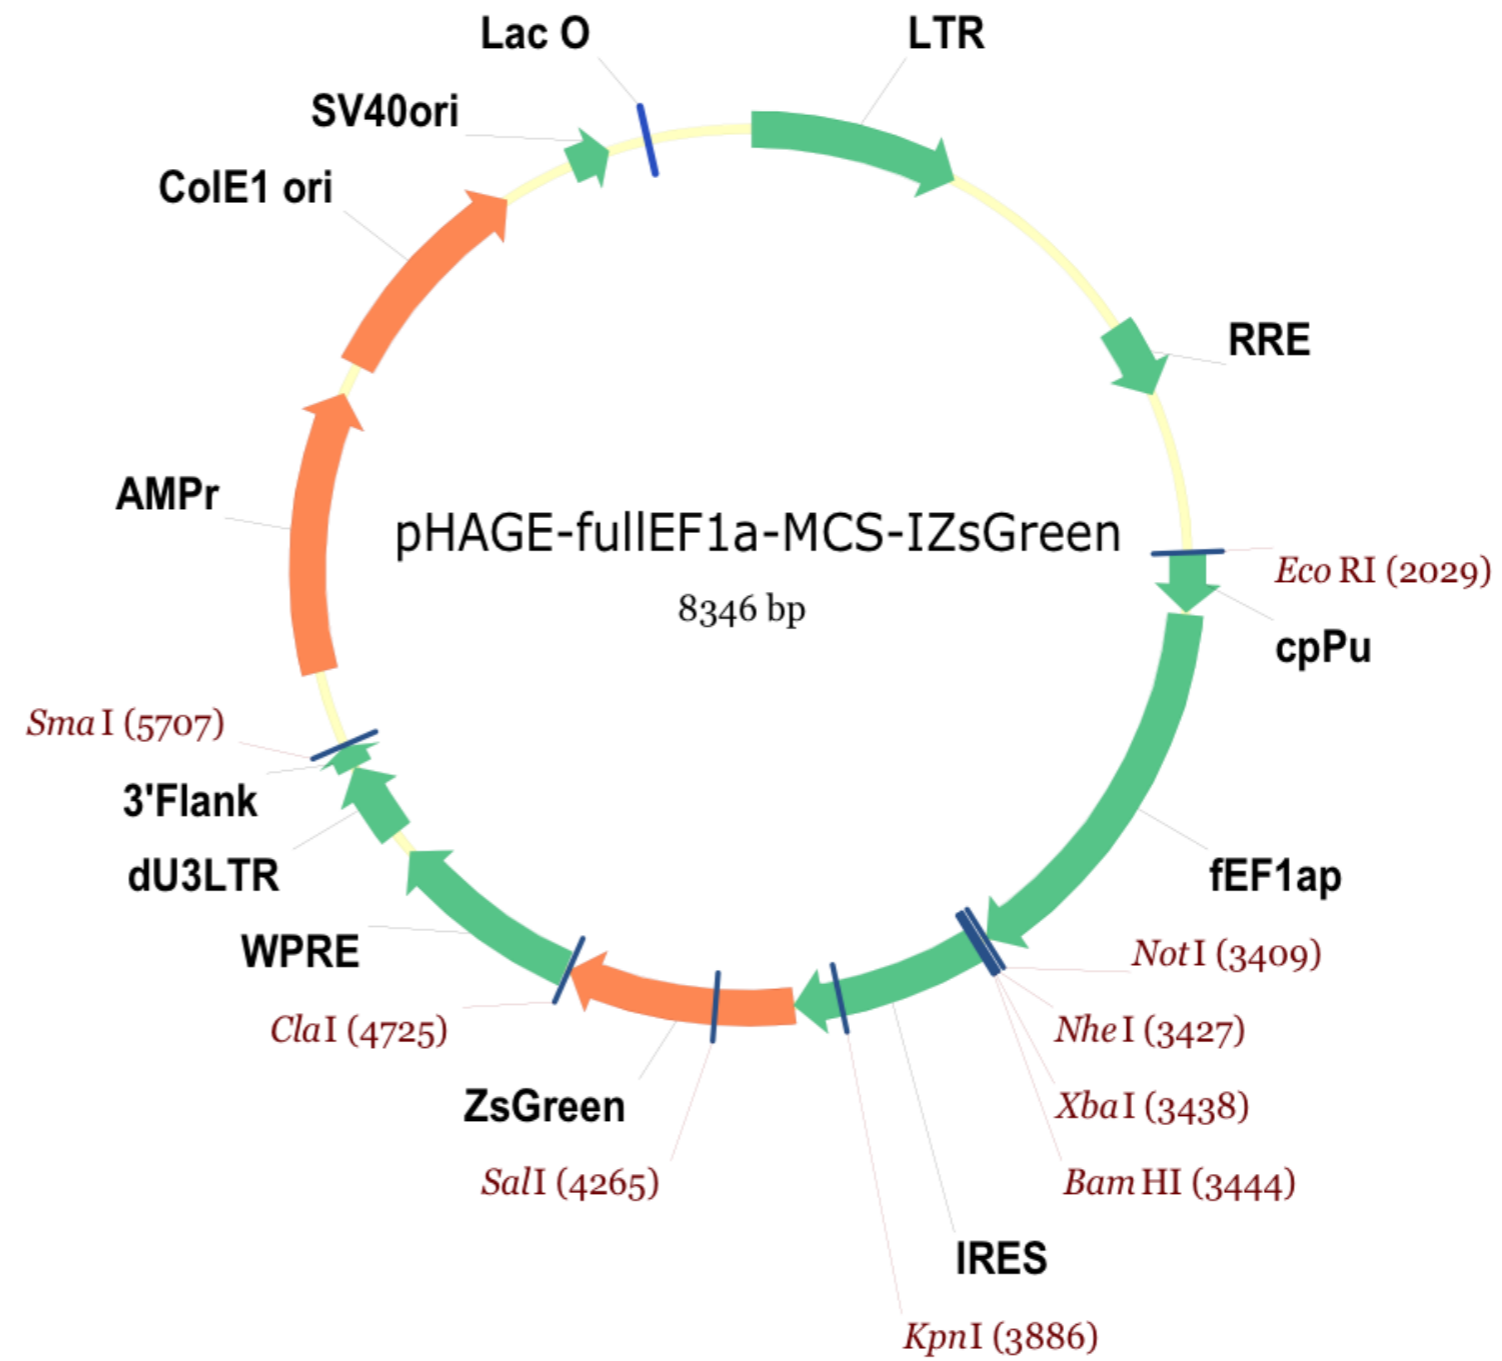 Lac O
LTR
SV40ori
ColE1 ori
RRE
AMPr
pHAGE-fullEF1a-MCS-IZsGreen
Eco RI (2029)
8346 bp
cpPu
Sma I (5707)
3'Flank
dU3LTR
fEF1ap
WPRE
Not I (3409)
Cla I (4725)
Nhe I (3427)
ZsGreen
Xba I (3438)
Sal I (4265)
Bam HI (3444)
IRES
Kpn I (3886)